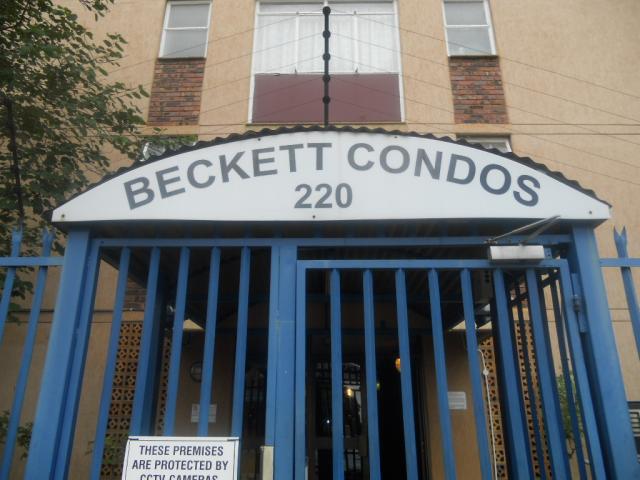 BECKETT CONDOS
220
THESE PREMISES
ARE PROTECTED BY
CCTV CAMERAS